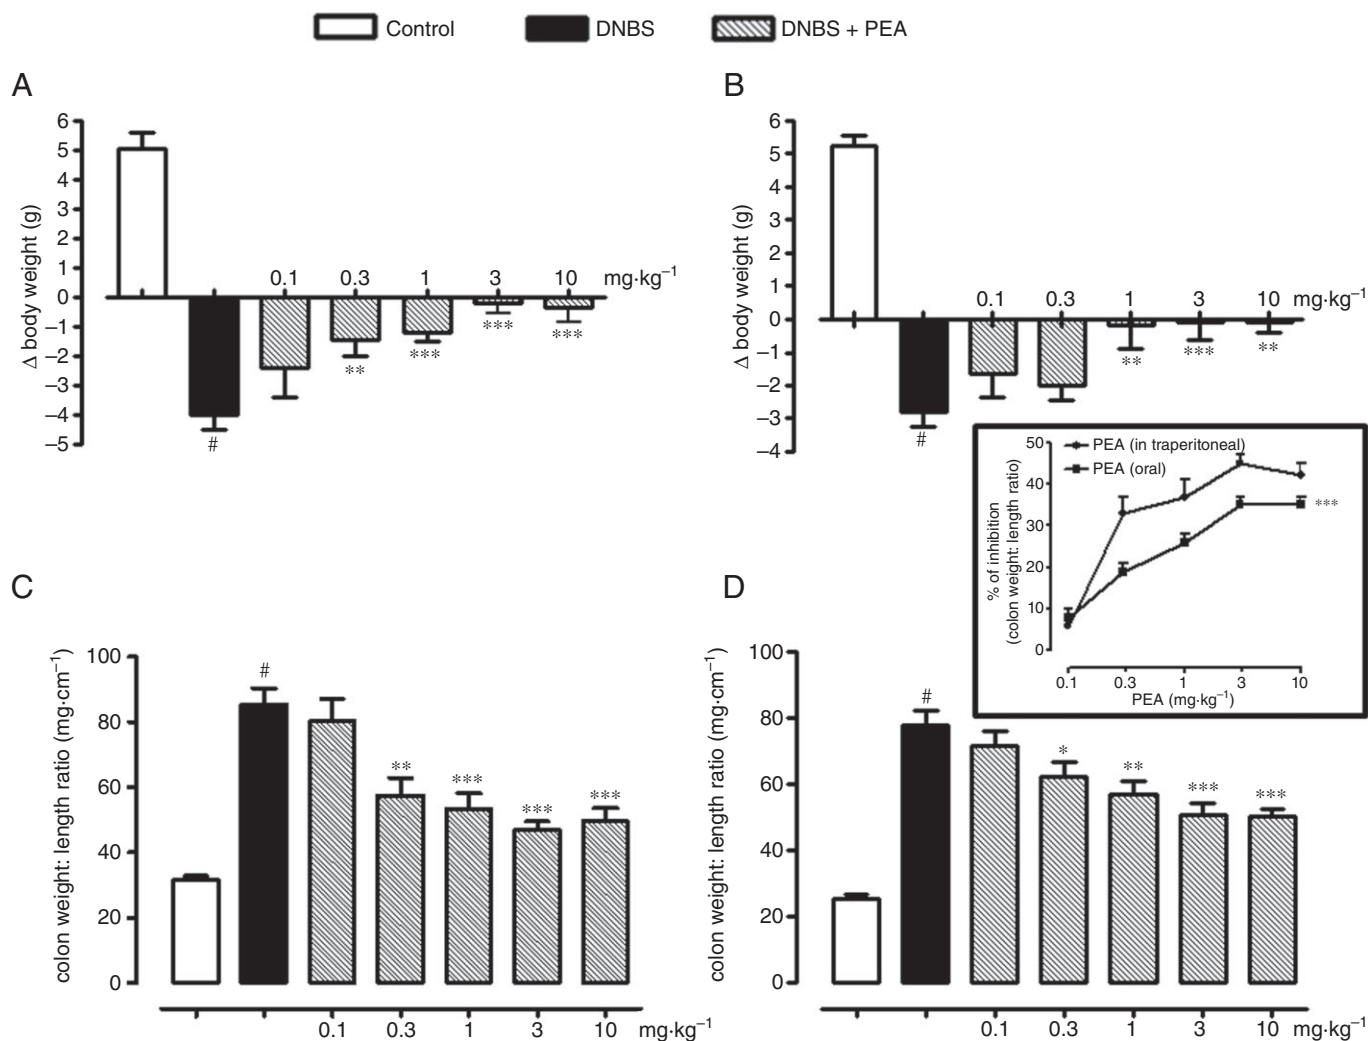 Control DNBS DNBS + PEA
A
6
5
4
3
2
1
0
−1
−2
−3
−4
−5
Δ body weight (g)
0.1 0.3 1 3 10 mg·kg−1
# ** *** *** ***
B
6
5
4
3
2
1
0
−1
−2
−3
−4
Δ body weight (g)
0.1 0.3 1 3 10 mg·kg−1
# ** *** **
50
40
30
20
10
0
% of inhibition
(colon weight: length ratio)
PEA (in traperitoneal)
PEA (oral)
***
0.1 0.3 1 3 10
PEA (mg·kg−1)
C
100
80
60
40
20
0
colon weight: length ratio (mg·cm−1)
# ** *** *** ***
0.1 0.3 1 3 10 mg·kg−1
D
100
80
60
40
20
0
colon weight: length ratio (mg·cm−1)
# * ** *** ***
0.1 0.3 1 3 10 mg·kg−1